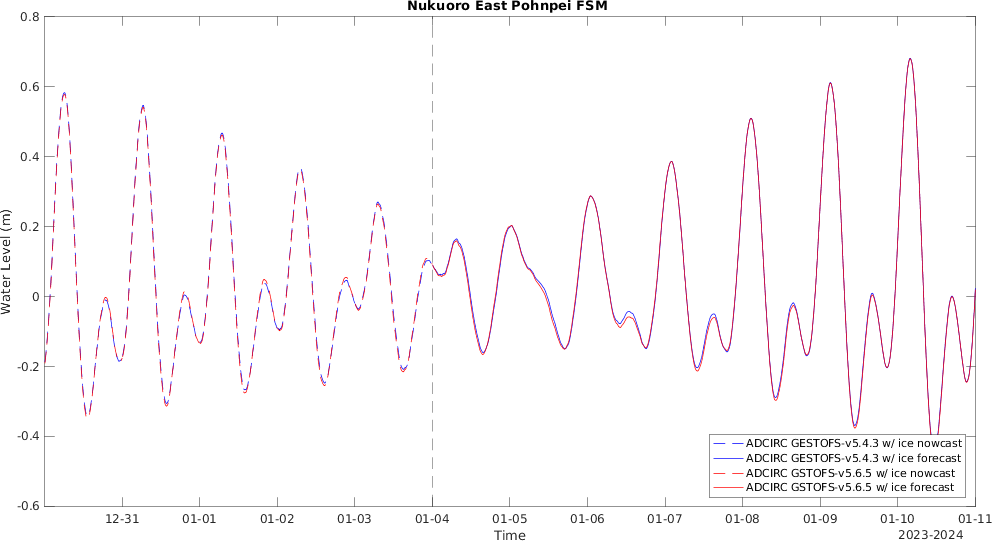 Nukuoro East Pohnpei FSM
0.8
0.6
0.4
0.2
0
-0.2
-0.4
-0.6
Water Level (m)
ADCIRC GESTOFS-v5.4.3 w/ ice nowcast
ADCIRC GESTOFS-v5.4.3 w/ ice forecast
ADCIRC GSTOFS-v5.6.5 w/ ice nowcast
ADCIRC GSTOFS-v5.6.5 w/ ice forecast
12-31 01-01 01-02 01-03 01-04 01-05 01-06 01-07 01-08 01-09 01-10 01-11
Time
2023-2024